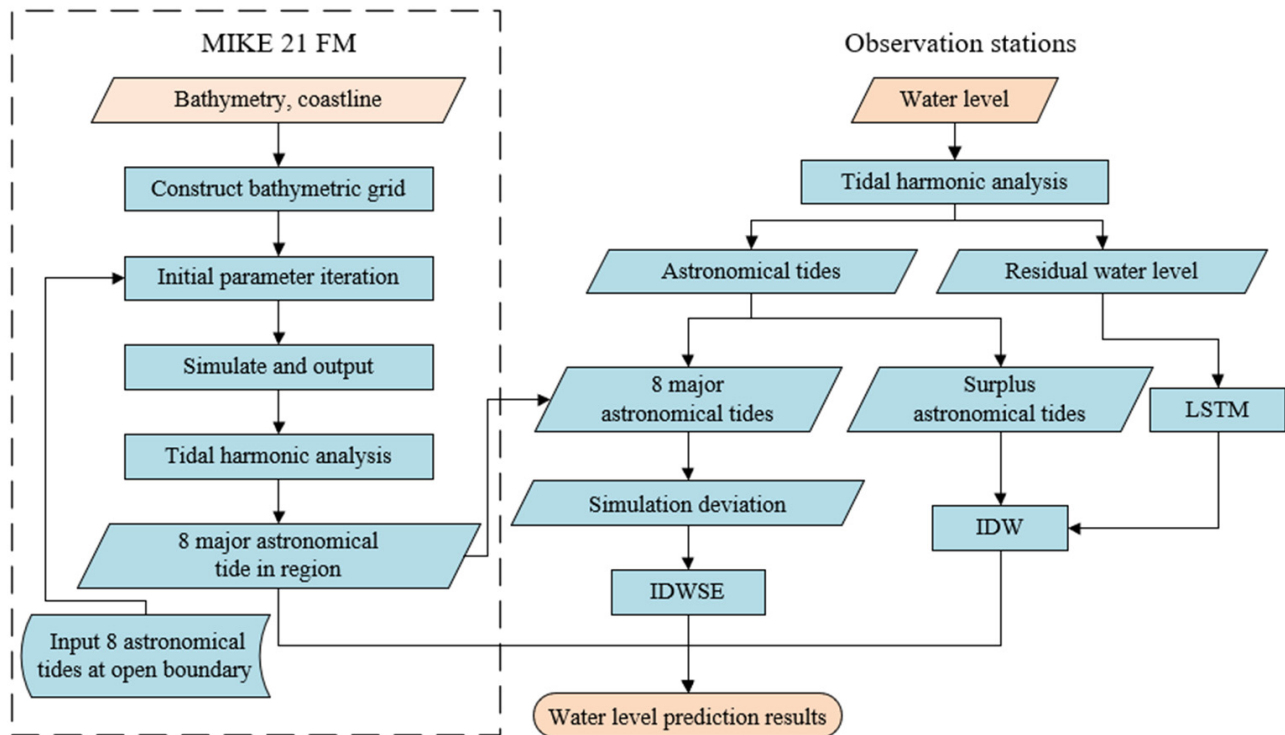 MIKE 21 FM
Bathymetry, coastline
Construct bathymetric grid
Initial parameter iteration
Simulate and output
Tidal harmonic analysis
8 major astronomical
tide in region
Input 8 astronomical
tides at open boundary
Observation stations
Water level
Tidal harmonic analysis
Astronomical tides
Residual water level
8 major
astronomical tides
Surplus
astronomical tides
LSTM
Simulation deviation
IDW
IDWSE
Water level prediction results